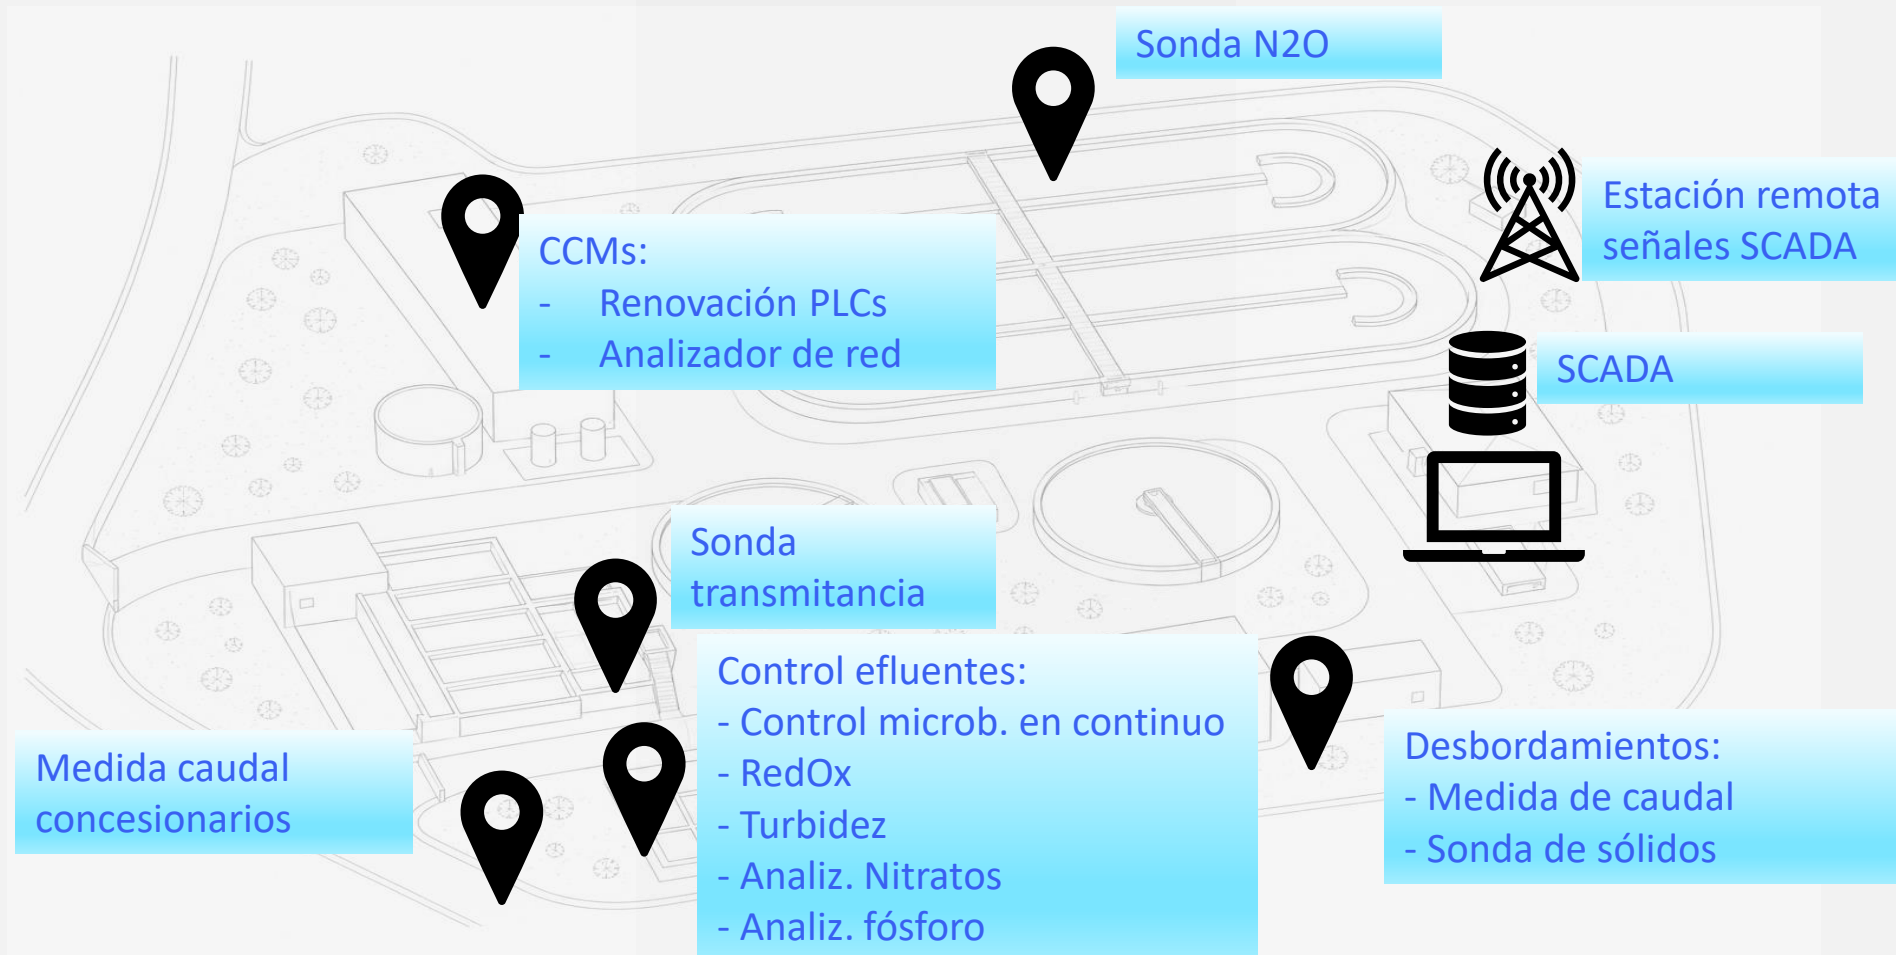 Sonda N2O
Estación remota
señales SCADA
CCMs:
- Renovación PLCs
- Analizador de red
SCADA
Sonda
transmitancia
Control efluentes:
- Control microb. en continuo
- RedOx
- Turbidez
- Analiz. Nitratos
- Analiz. fósforo
Medida caudal
concesionarios
Desbordamientos:
- Medida de caudal
- Sonda de sólidos